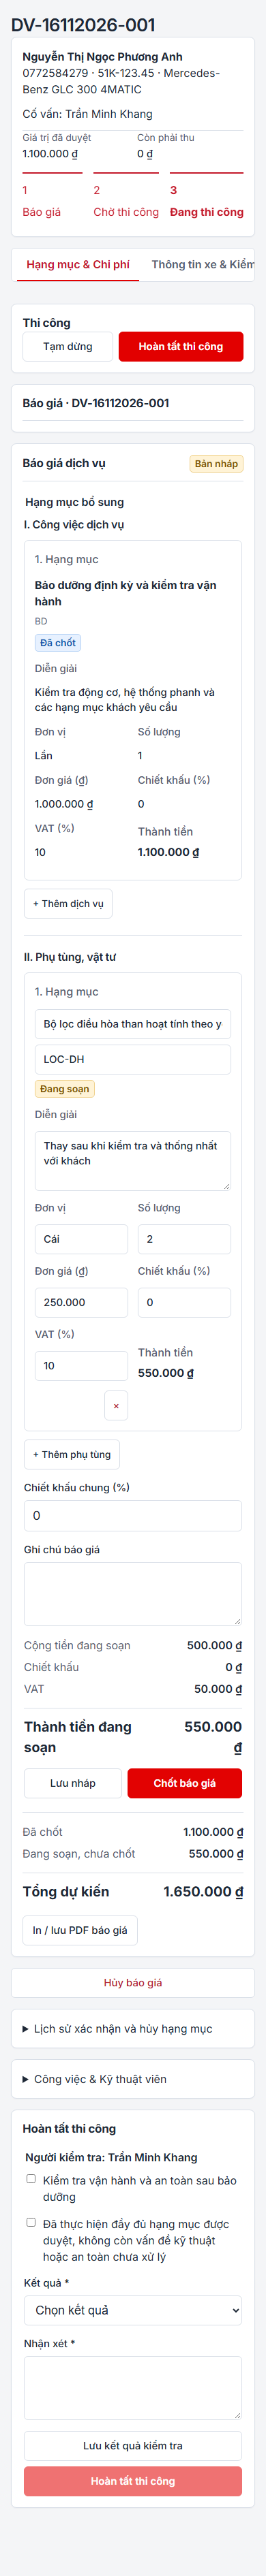 DV-16112026-001
Nguyễn Thị Ngọc Phương Anh
0772584279 · 51K-123.45 · Mercedes-
Benz GLC 300 4MATIC
Cố vấn: Trần Minh Khang
Giá trị đã duyệt
Còn phải thu
1.100.000 ₫
0 ₫
1
2
3
Báo giá
Chờ thi công
Đang thi công
Hạng mục & Chi phí
Thông tin xe & Kiểm
Thi công
Tạm dừng
Hoàn tất thi công
Báo giá · DV-16112026-001
Báo giá dịch vụ
Bản nháp
Hạng mục bổ sung
I. Công việc dịch vụ
1. Hạng mục
Bảo dưỡng định kỳ và kiểm tra vận
hành
BD
Đã chốt
Diễn giải
Kiểm tra động cơ, hệ thống phanh và
các hạng mục khách yêu cầu
Đơn vị
Số lượng
Lần
1
Đơn giá (₫)
Chiết khấu (%)
1.000.000 ₫
0
VAT (%)
Thành tiền
10
1.100.000 ₫
+ Thêm dịch vụ
II. Phụ tùng, vật tư
1. Hạng mục
Bộ lọc điều hòa than hoạt tính theo y
LOC-DH
Đang soạn
Diễn giải
Thay sau khi kiểm tra và thống nhất
với khách
Đơn vị
Số lượng
Cái
2
Đơn giá (₫)
Chiết khấu (%)
250.000
0
VAT (%)
Thành tiền
10
550.000 ₫
×
+ Thêm phụ tùng
Chiết khấu chung (%)
0
Ghi chú báo giá
Cộng tiền đang soạn
500.000 ₫
Chiết khấu
0 ₫
VAT
50.000 ₫
Thành tiền đang
soạn
550.000
₫
Lưu nháp
Chốt báo giá
Đã chốt
1.100.000 ₫
Đang soạn, chưa chốt
550.000 ₫
Tổng dự kiến
1.650.000 ₫
In / lưu PDF báo giá
Hủy báo giá
Lịch sử xác nhận và hủy hạng mục
Công việc & Kỹ thuật viên
Hoàn tất thi công
Người kiểm tra: Trần Minh Khang
Kiểm tra vận hành và an toàn sau bảo
dưỡng
Đã thực hiện đầy đủ hạng mục được
duyệt, không còn vấn đề kỹ thuật
hoặc an toàn chưa xử lý
Kết quả *
Chọn kết quả
Nhận xét *
Lưu kết quả kiểm tra
Hoàn tất thi công